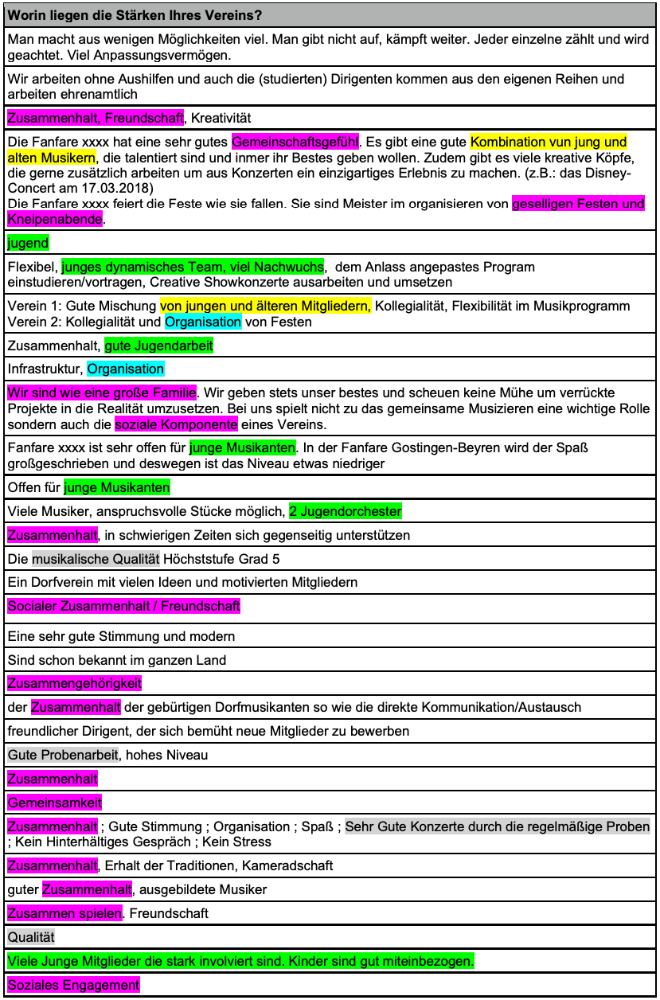 Worin liegen die Stärken Ihres Vereins?
Man macht aus wenigen Möglichkeiten viel. Man gibt nicht auf, kämpft weiter. Jeder einzelne zählt und wird
geachtet. Viel Anpassungsvermögen.
Wir arbeiten ohne Aushilfen und auch die (studierten) Dirigenten kommen aus den eigenen Reihen und
arbeiten ehrenamtlich
Zusammenhalt, Freundschaft, Kreativität
Die Fanfare xxxx hat eine sehr gutes Gemeinschaftsgefühl. Es gibt eine gute Kombination vun jung und
alten Musikern, die talentiert sind und inmer ihr Bestes geben wollen. Zudem gibt es viele kreative Köpfe,
die gerne zusätzlich arbeiten um aus Konzerten ein einzigartiges Erlebnis zu machen. (z.B.: das Disney-
Concert am 17.03.2018)
Die Fanfare xxxx feiert die Feste wie sie fallen. Sie sind Meister im organisieren von geselligen Festen und
Kneipenabende.
jugend
Flexibel, junges dynamisches Team, viel Nachwuchs,  dem Anlass angepastes Program
einstudieren/vortragen, Creative Showkonzerte ausarbeiten und umsetzen
Verein 1: Gute Mischung von jungen und älteren Mitgliedern, Kollegialität, Flexibilität im Musikprogramm
Verein 2: Kollegialität und Organisation von Festen
Zusammenhalt, gute Jugendarbeit
Infrastruktur, Organisation
Wir sind wie eine große Familie. Wir geben stets unser bestes und scheuen keine Mühe um verrückte
Projekte in die Realität umzusetzen. Bei uns spielt nicht zu das gemeinsame Musizieren eine wichtige Rolle
sondern auch die soziale Komponente eines Vereins.
Fanfare xxxx ist sehr offen für junge Musikanten. In der Fanfare Gostingen-Beyren wird der Spaß
großgeschrieben und deswegen ist das Niveau etwas niedriger
Offen für junge Musikanten
Viele Musiker, anspruchsvolle Stücke möglich, 2 Jugendorchester
Zusammenhalt, in schwierigen Zeiten sich gegenseitig unterstützen
Die musikalische Qualität Höchststufe Grad 5
Ein Dorfverein mit vielen Ideen und motivierten Mitgliedern
Socialer Zusammenhalt / Freundschaft
Eine sehr gute Stimmung und modern
Sind schon bekannt im ganzen Land
Zusammengehörigkeit
der Zusammenhalt der gebürtigen Dorfmusikanten so wie die direkte Kommunikation/Austausch
freundlicher Dirigent, der sich bemüht neue Mitglieder zu bewerben
Gute Probenarbeit, hohes Niveau
Zusammenhalt
Gemeinsamkeit
Zusammenhalt ; Gute Stimmung ; Organisation ; Spaß ; Sehr Gute Konzerte durch die regelmäßige Proben
; Kein Hinterhältiges Gespräch ; Kein Stress
Zusammenhalt, Erhalt der Traditionen, Kameradschaft
guter Zusammenhalt, ausgebildete Musiker
Zusammen spielen. Freundschaft
Qualität
Viele Junge Mitglieder die stark involviert sind. Kinder sind gut miteinbezogen.
Soziales Engagement